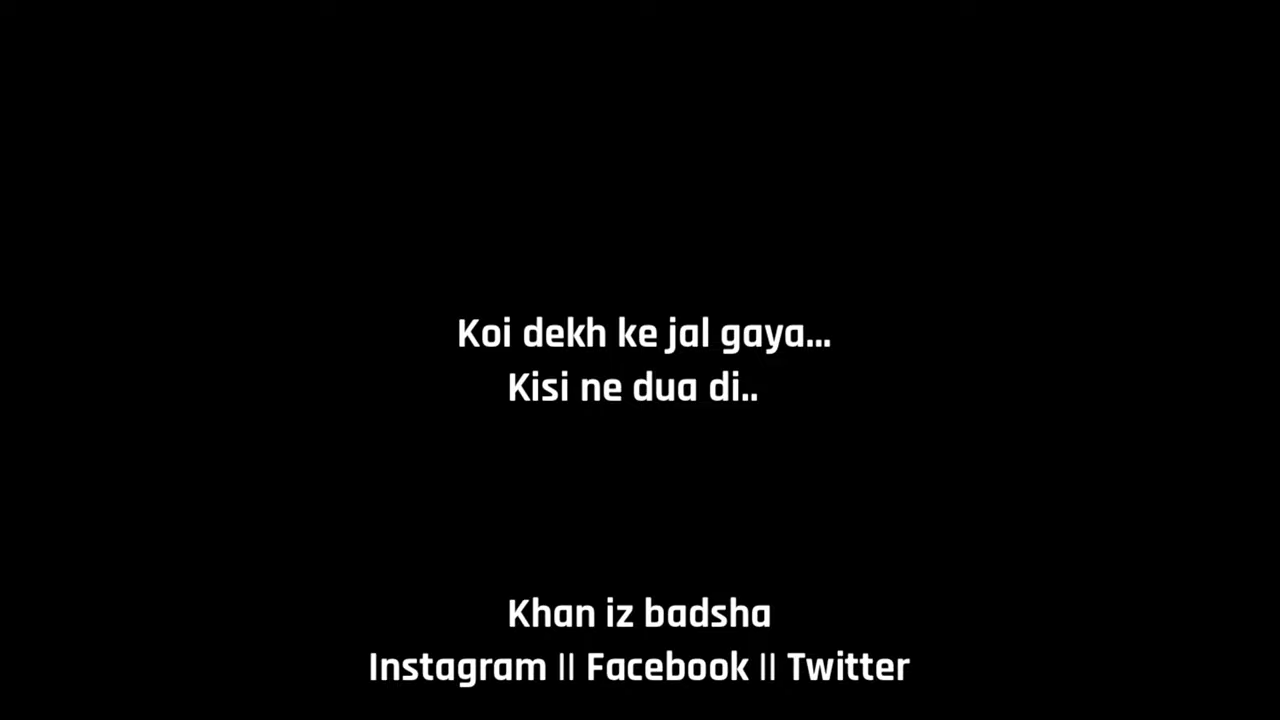 Koi dekh ke jal gaya...
Kisi ne dua di..
Khan iz badsha
Instagram || Facebook || Twitter